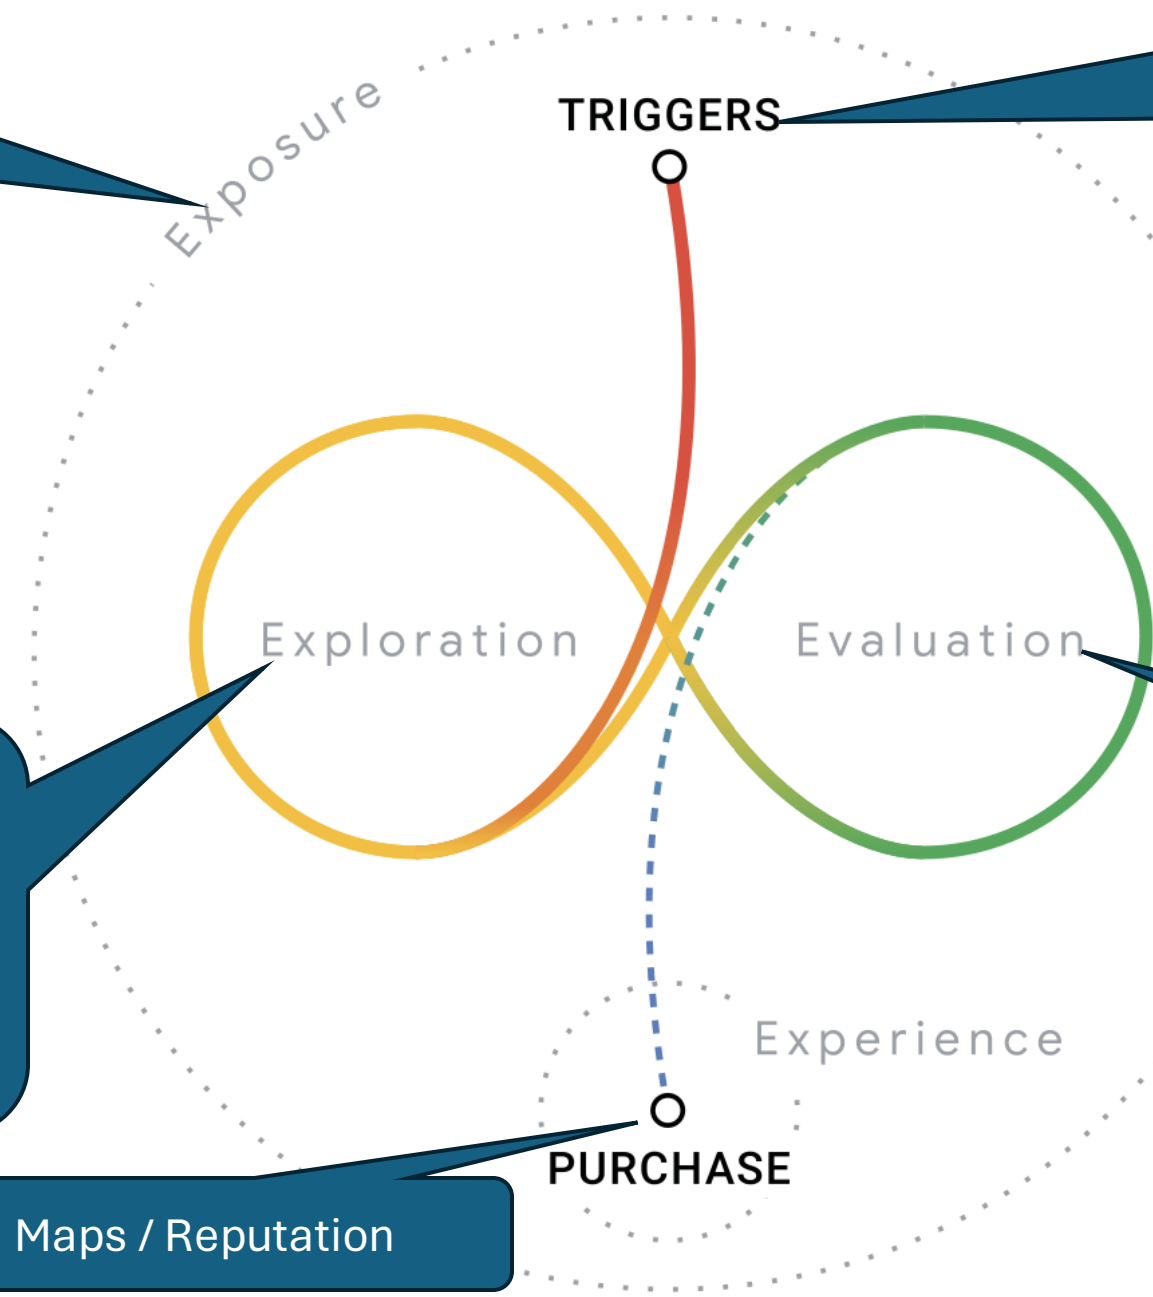 Exposure
TRIGGERS
Exploration
Evaluation
Experience
PURCHASE
Maps / Reputation